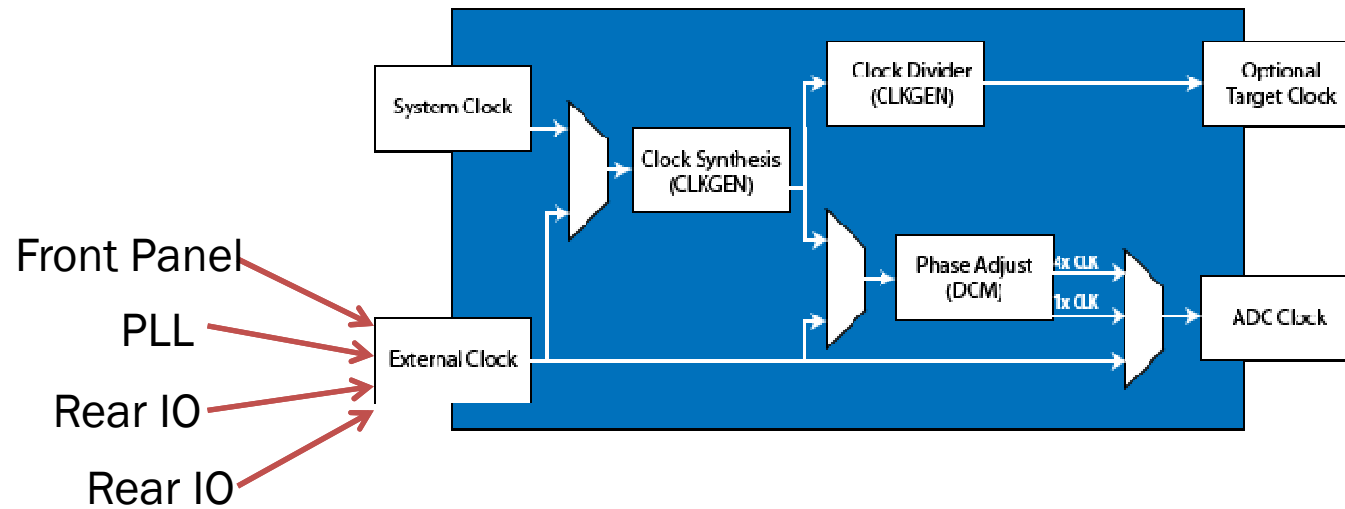 System Clock
Clock Synthesis
(CLKGEN)
Clock Divider
(CLKGEN)
Optional
Target Clock
Front Panel
PLL
Rear IO
Rear IO
External Clock
Phase Adjust
(DCM)
4x CLK
1x CLK
ADC Clock